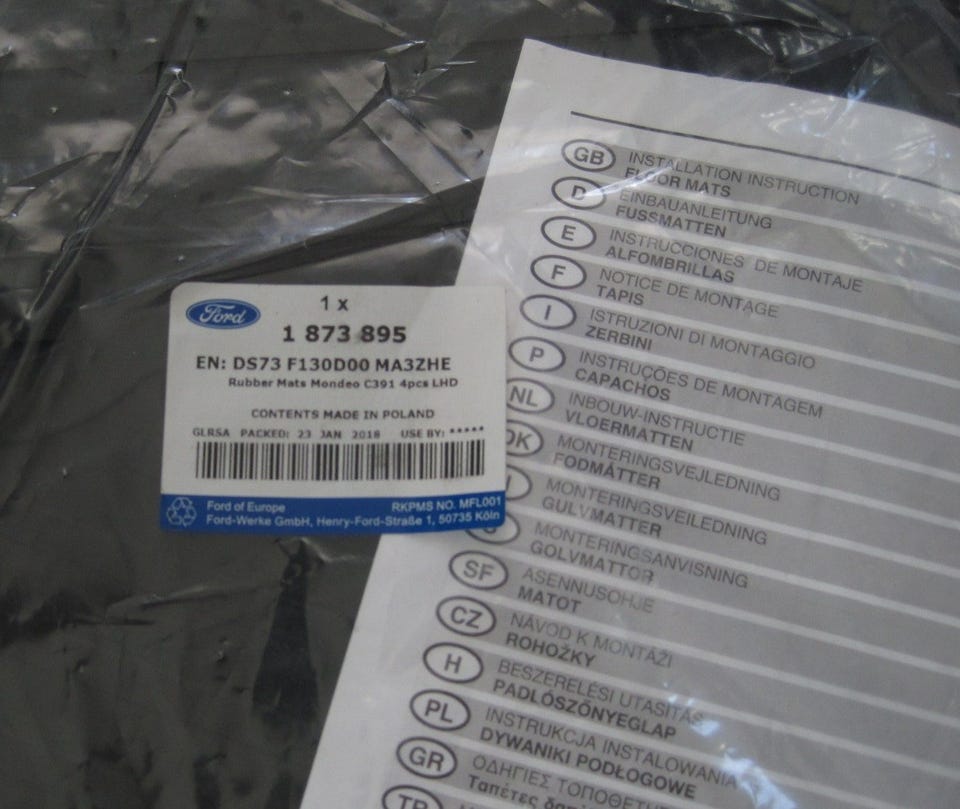 Ford
1 x
1 873 895
EN: DS73 F130D00 MA3ZHE
Rubber Mats Mondeo C391 4pcs LHD
CONTENTS MADE IN POLAND
GLRSA PACKED: 23 JAN 2018 USE BY: *****
Ford of Europe RKPMS NO. MFL001
Ford-Werke GmbH, Henry-Ford-Straße 1, 50735 Köln
GB INSTALLATION INSTRUCTION
FLOOR MATS
D EINBAUANLEITUNG
FUSSMATTEN
E INSTRUCCIONES DE MONTAJE
ALFOMBRILLAS
F NOTICE DE MONTAGE
TAPIS
I ISTRUZIONI DI MONTAGGIO
ZERBINI
P INSTRUÇÕES DE MONTAGEM
CAPACHOS
NL INBOUW-INSTRUCTIE
VLOERMATTEN
DK MONTERINGSVEJLEDNING
FODMÅTTER
MONTERINGSVEILEDNING
GULVMATTER
MONTERINGSANVISNING
GOLVMATTOR
SF ASENNUSOHJE
MATOT
CZ NÁVOD K MONTÁŽI
ROHOŽKY
H BESZERELÉSI UTASÍTÁS
PADLÓSZŐNYEGLAP
PL INSTRUKCJA INSTALOWANIA
DYWANIKI PODŁOGOWE
GR ΟΔΗΓΙΕΣ
Ταπέτες
TR